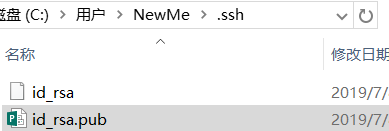 磁盘 (C:) › 用户 › NewMe › .ssh
名称 修改日期
id_rsa 2019/7/
id_rsa.pub 2019/7/